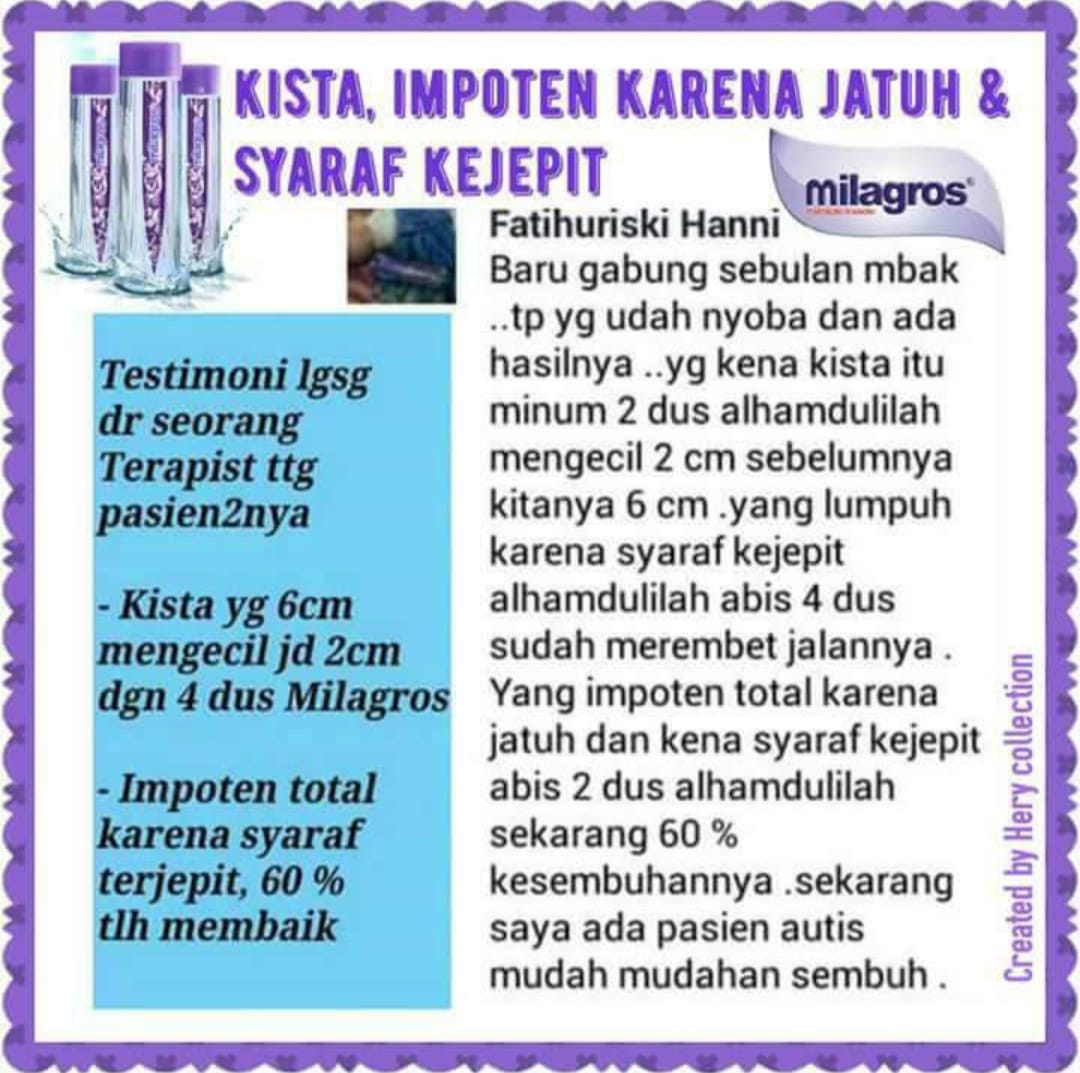 KISTA, IMPOTEN KARENA JATUH &
SYARAF KEJEPIT
milagros®
Fatihuriski Hanni
Baru gabung sebulan mbak
..tp yg udah nyoba dan ada
hasilnya ..yg kena kista itu
minum 2 dus alhamdulilah
mengecil 2 cm sebelumnya
kitanya 6 cm .yang lumpuh
karena syaraf kejepit
alhamdulilah abis 4 dus
sudah merembet jalannya .
Yang impoten total karena
jatuh dan kena syaraf kejepit
abis 2 dus alhamdulilah
sekarang 60 %
kesembuhannya .sekarang
saya ada pasien autis
mudah mudahan sembuh .
Testimoni lgsg
dr seorang
Terapist ttg
pasien2nya
- Kista yg 6cm
mengecil jd 2cm
dgn 4 dus Milagros
- Impoten total
karena syaraf
terjepit, 60 %
tlh membaik
Created by Hery collection